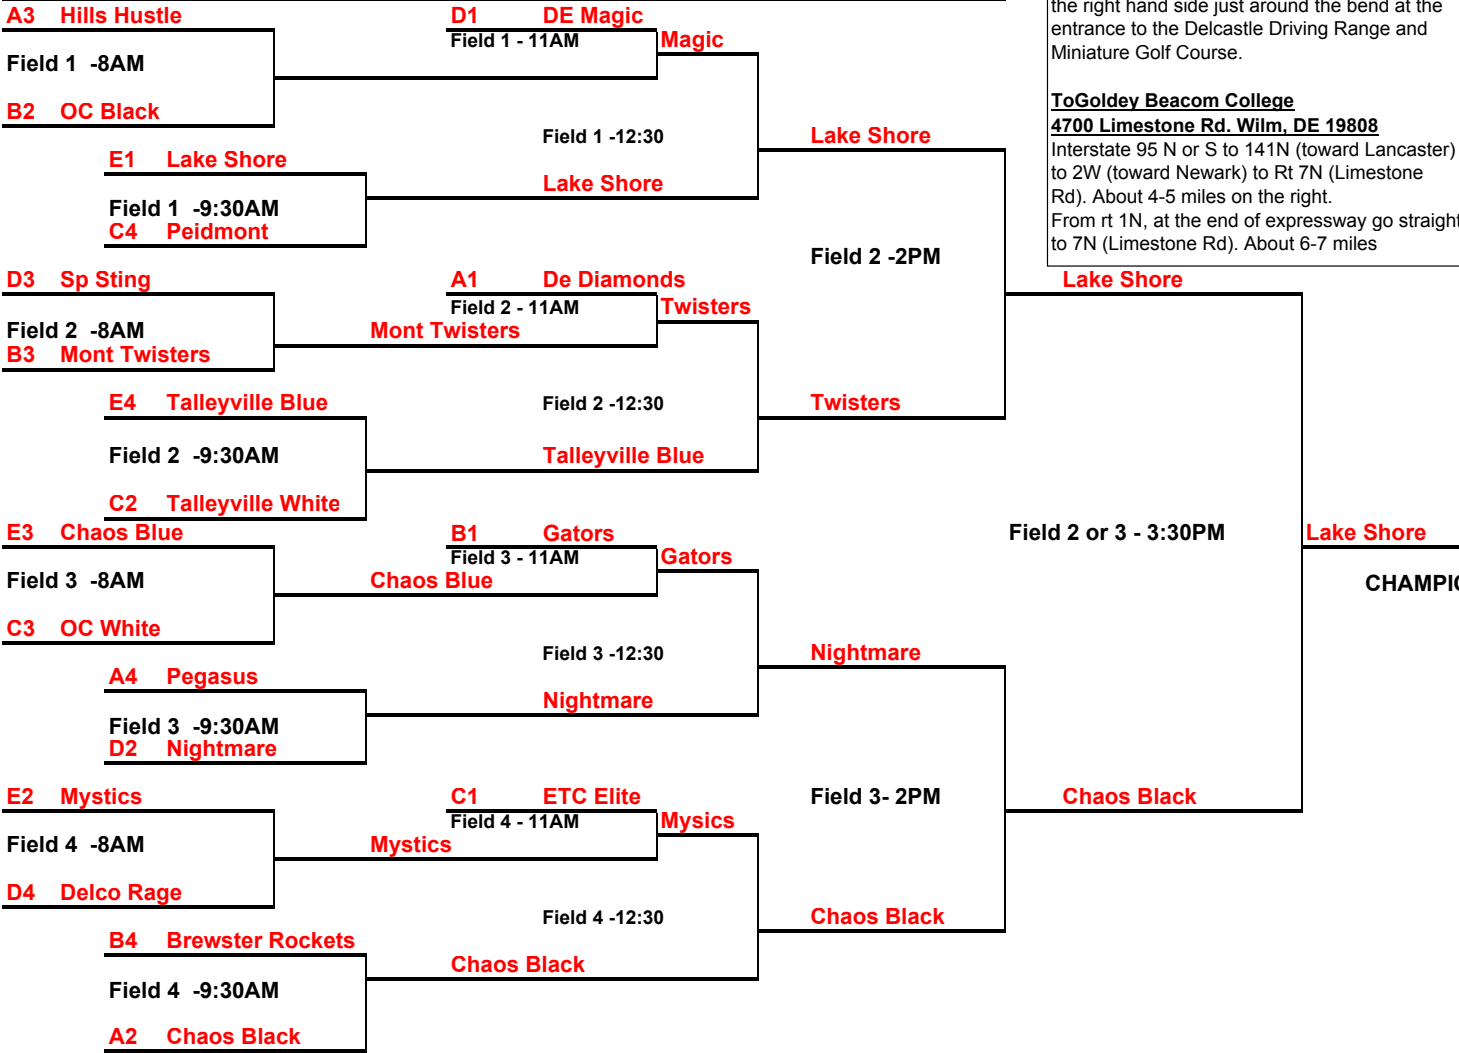 A3 Hills Hustle
D1 DE Magic
the right hand side just around the bend at the
Field 1 - 11AM
Magic
entrance to the Delcastle Driving Range and
Field 1 -8AM
Miniature Golf Course.
B2 OC Black
ToGoldey Beacom College
4700 Limestone Rd. Wilm, DE 19808
Field 1 -12:30
Lake Shore
Interstate 95 N or S to 141N (toward Lancaster)
E1 Lake Shore
to 2W (toward Newark) to Rt 7N (Limestone
Lake Shore
Rd). About 4-5 miles on the right.
Field 1 -9:30AM
From rt 1N, at the end of expressway go straight
C4 Peidmont
to 7N (Limestone Rd). About 6-7 miles
Field 2 -2PM
D3 Sp Sting
A1 De Diamonds
Lake Shore
Field 2 - 11AM
Twisters
Field 2 -8AM
Mont Twisters
B3 Mont Twisters
E4 Talleyville Blue
Field 2 -12:30
Twisters
Field 2 -9:30AM
Talleyville Blue
C2 Talleyville White
E3 Chaos Blue
B1 Gators
Field 2 or 3 - 3:30PM
Lake Shore
Field 3 - 11AM
Gators
Field 3 -8AM
Chaos Blue
CHAMPIO
C3 OC White
Field 3 -12:30
Nightmare
A4 Pegasus
Nightmare
Field 3 -9:30AM
D2 Nightmare
E2 Mystics
C1 ETC Elite
Field 3- 2PM
Chaos Black
Field 4 - 11AM
Mysics
Field 4 -8AM
Mystics
D4 Delco Rage
Field 4 -12:30
Chaos Black
B4 Brewster Rockets
Chaos Black
Field 4 -9:30AM
A2 Chaos Black